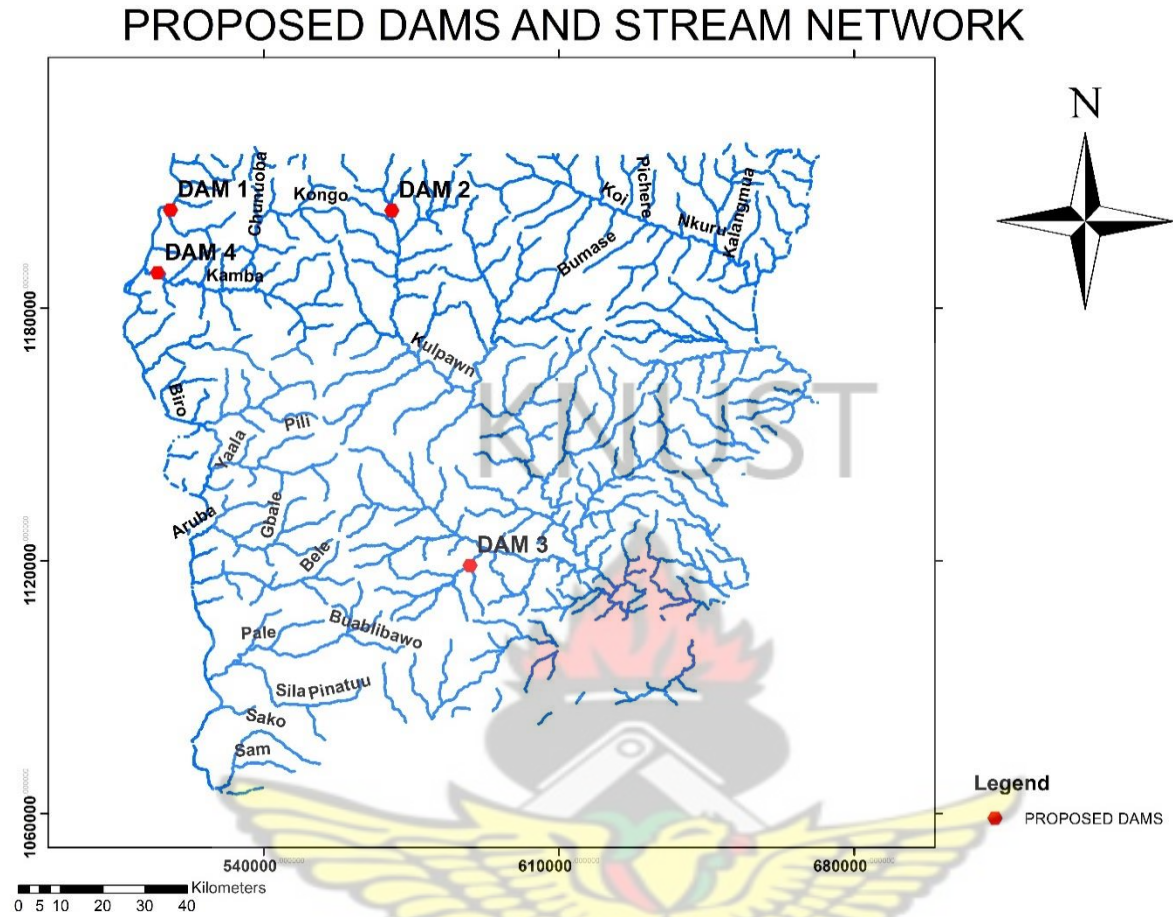 PROPOSED DAMS AND STREAM NETWORK
N
DAM 1
Chunuoba
Kongo
DAM 2
Koi
Richere
Nkuru
Kalangmua
Bumase
DAM 4
Kamba
1180000
Kulpawn
KNUST
Biro
Pili
Yaala
Gbale
Aruba
Bele
DAM 3
1120000
Buablibawo
Pale
Sila
Pinatuu
Sako
Sam
1060000
Legend
PROPOSED DAMS
540000
610000
680000
Kilometers
0 5 10 20 30 40